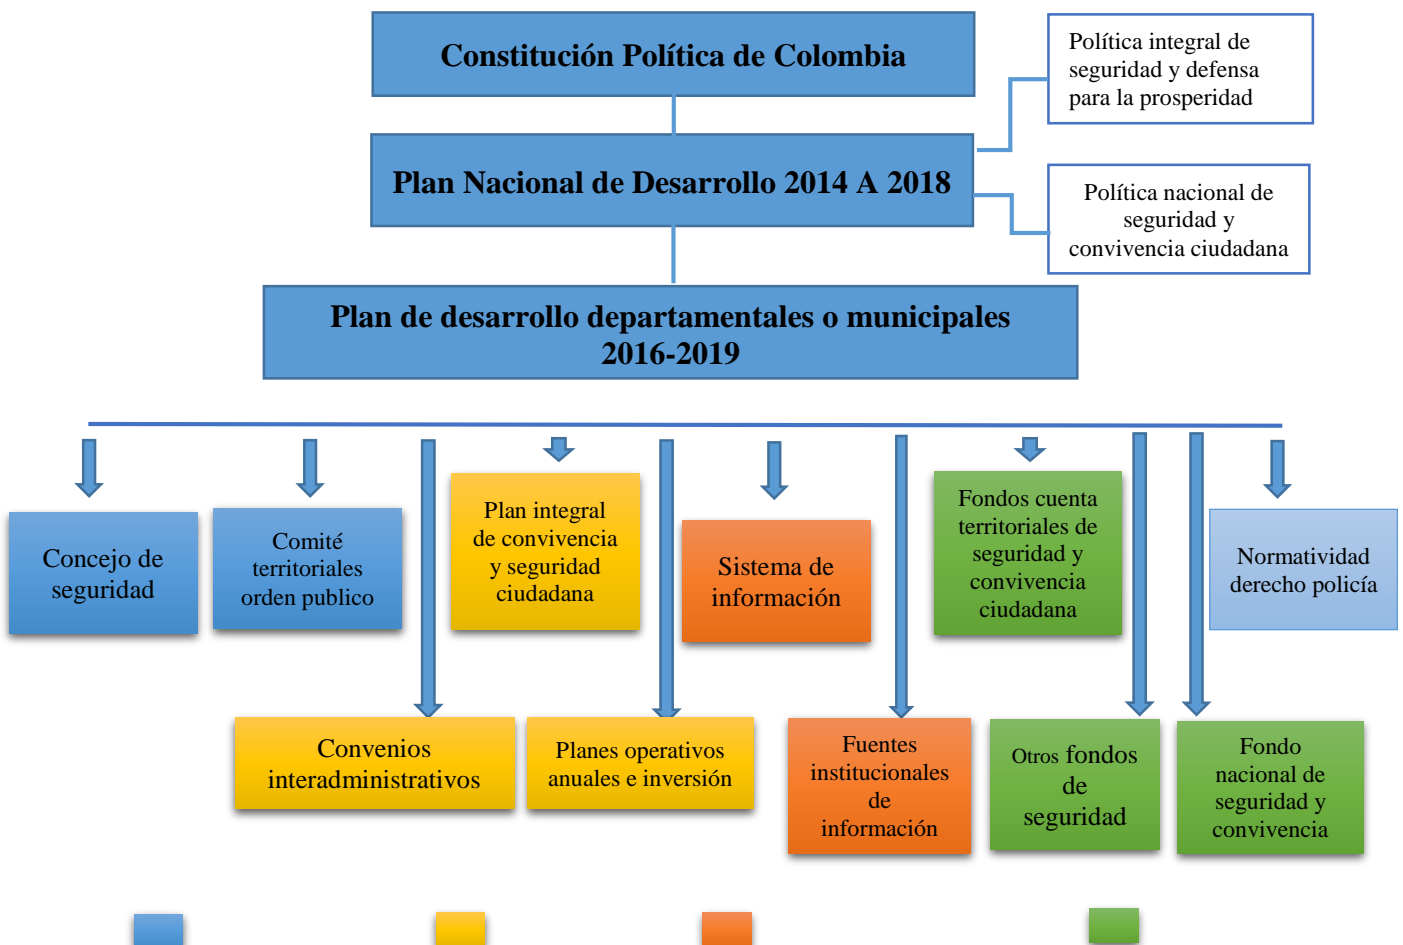 Constitución Política de Colombia
Política integral de
seguridad y defensa
para la prosperidad
Plan Nacional de Desarrollo 2014 A 2018
Política nacional de
seguridad y
convivencia ciudadana
Plan de desarrollo departamentales o municipales
2016-2019
Concejo de
seguridad
Comité
territoriales
orden publico
Plan integral
de convivencia
y seguridad
ciudadana
Sistema de
información
Fondos cuenta
territoriales de
seguridad y
convivencia
ciudadana
Normatividad
derecho policía
Convenios
interadministrativos
Planes operativos
anuales e inversión
Fuentes
institucionales
de
información
Otros fondos
de
seguridad
Fondo
nacional de
seguridad y
convivencia